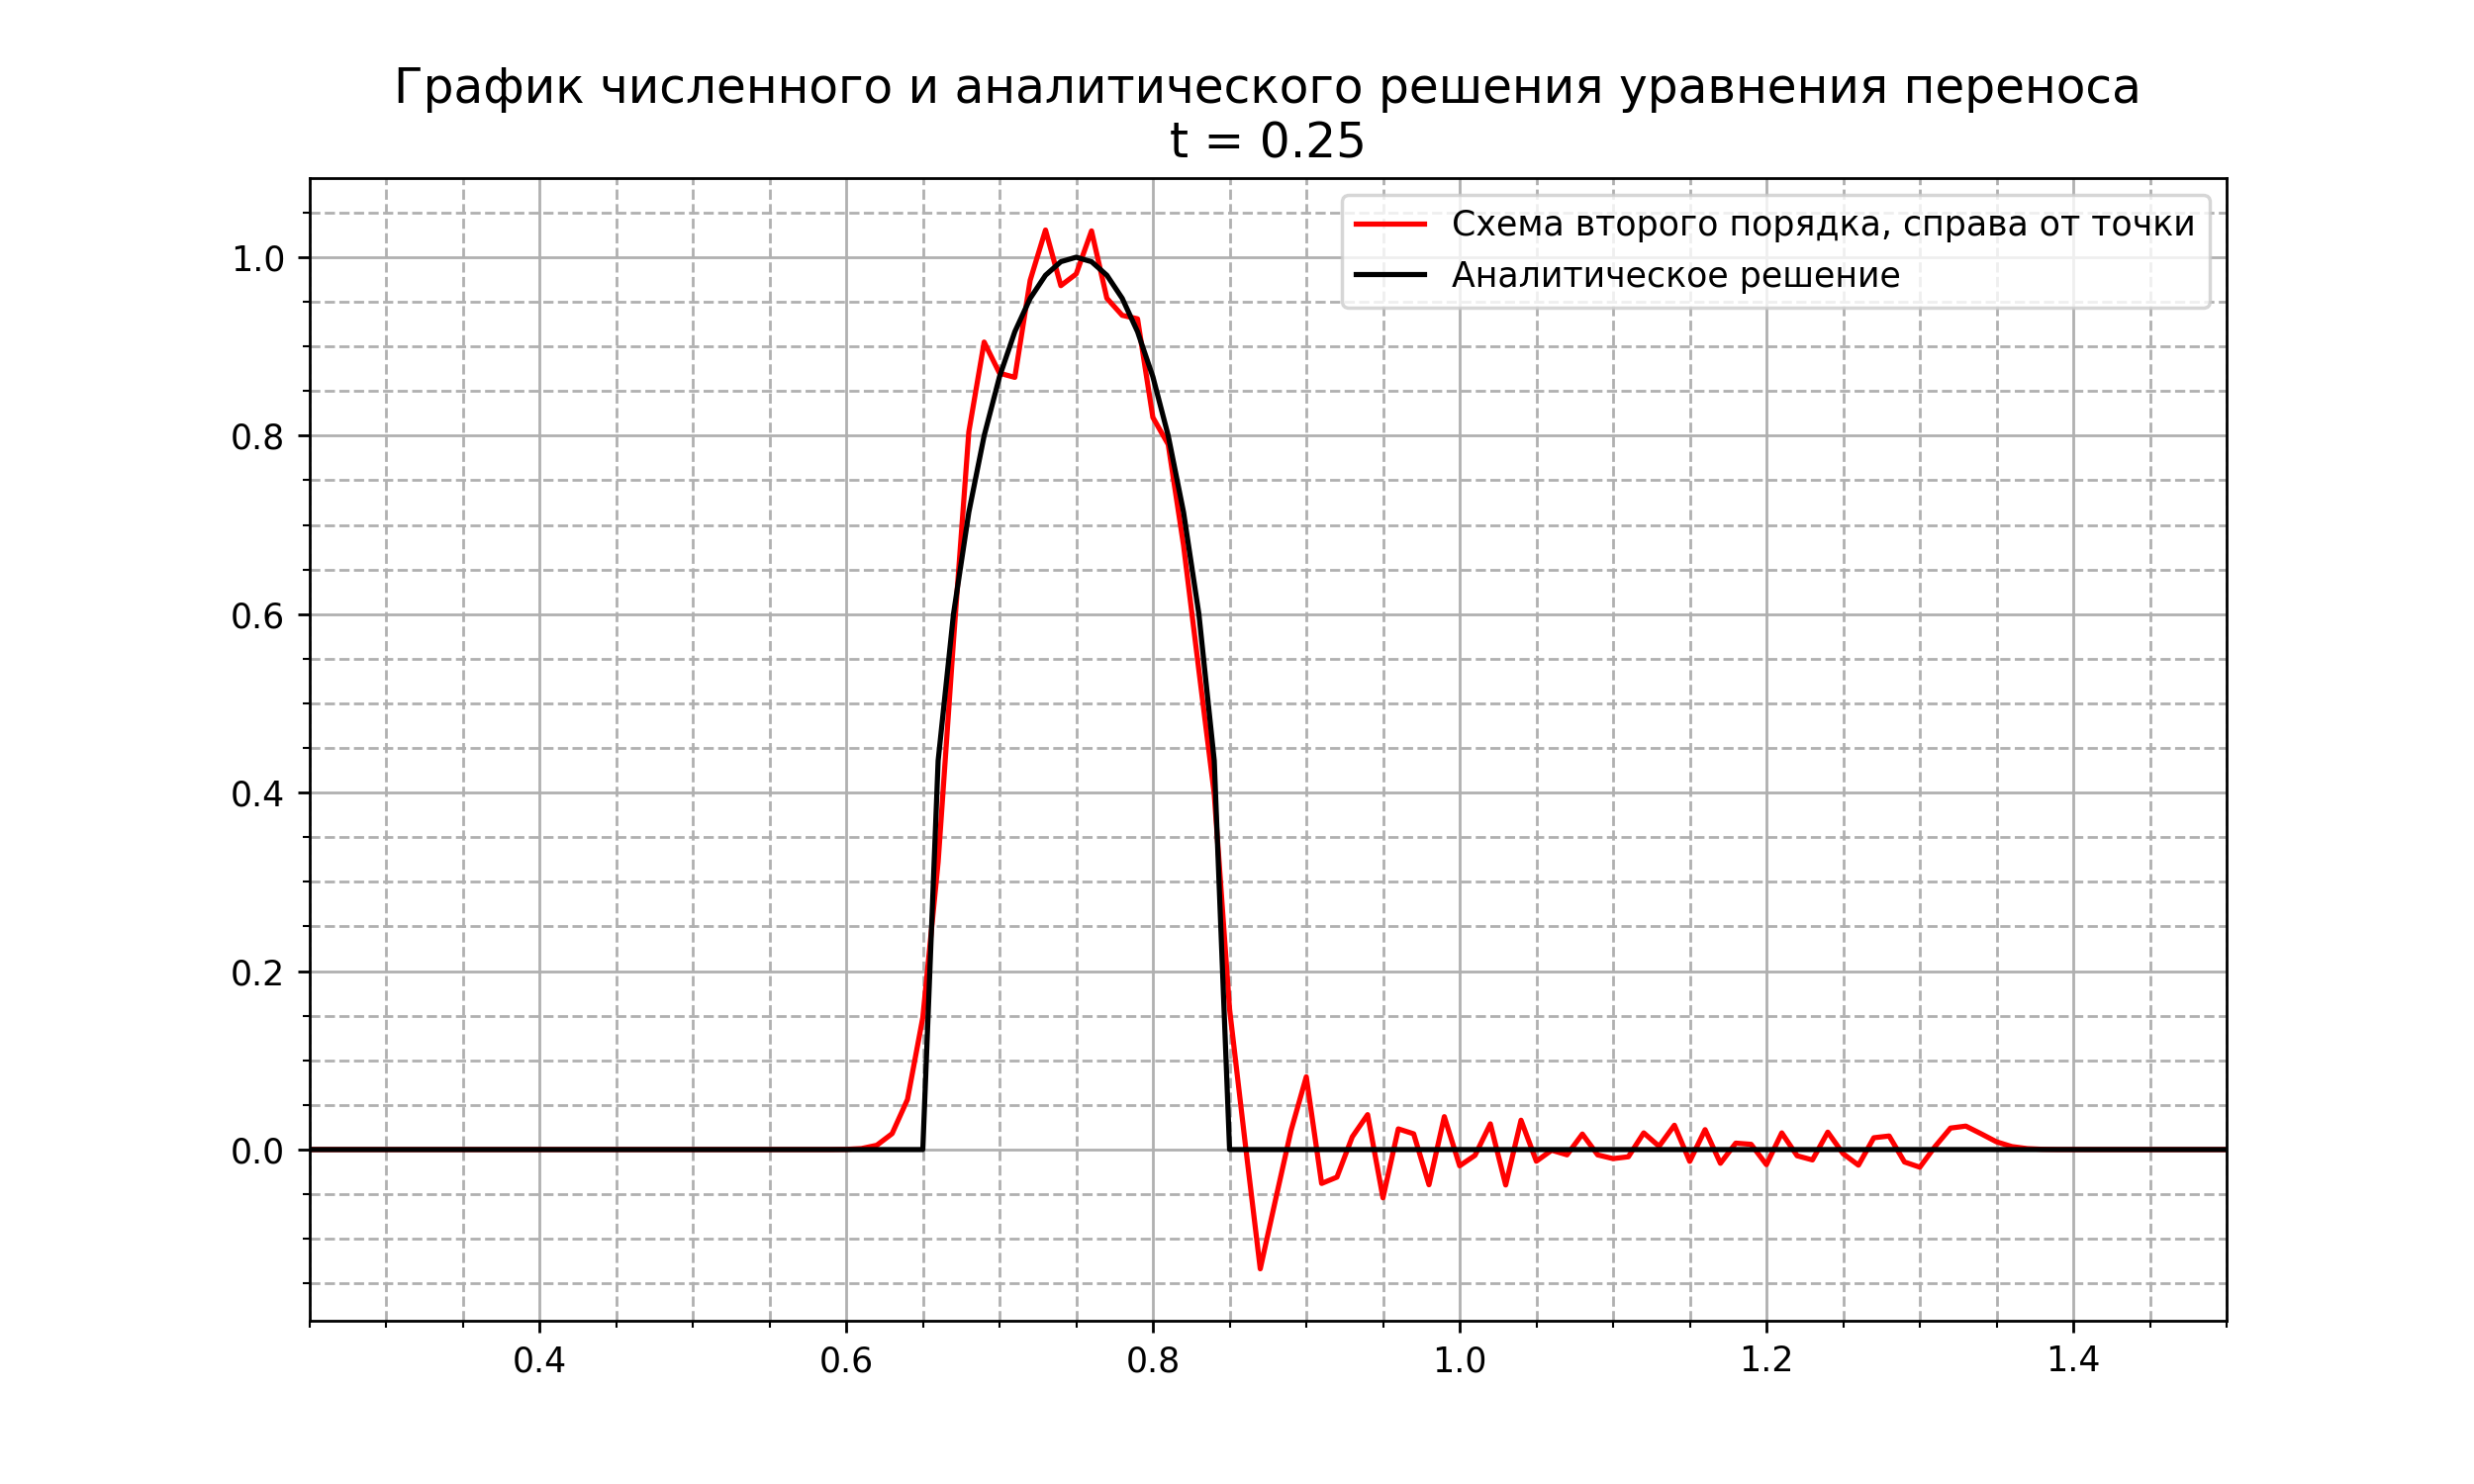 График численного и аналитического решения уравнения переноса
t = 0.25
Схема второго порядка, справа от точки
Аналитическое решение
1.0
0.8
0.6
0.4
0.2
0.0
0.4 0.6 0.8 1.0 1.2 1.4